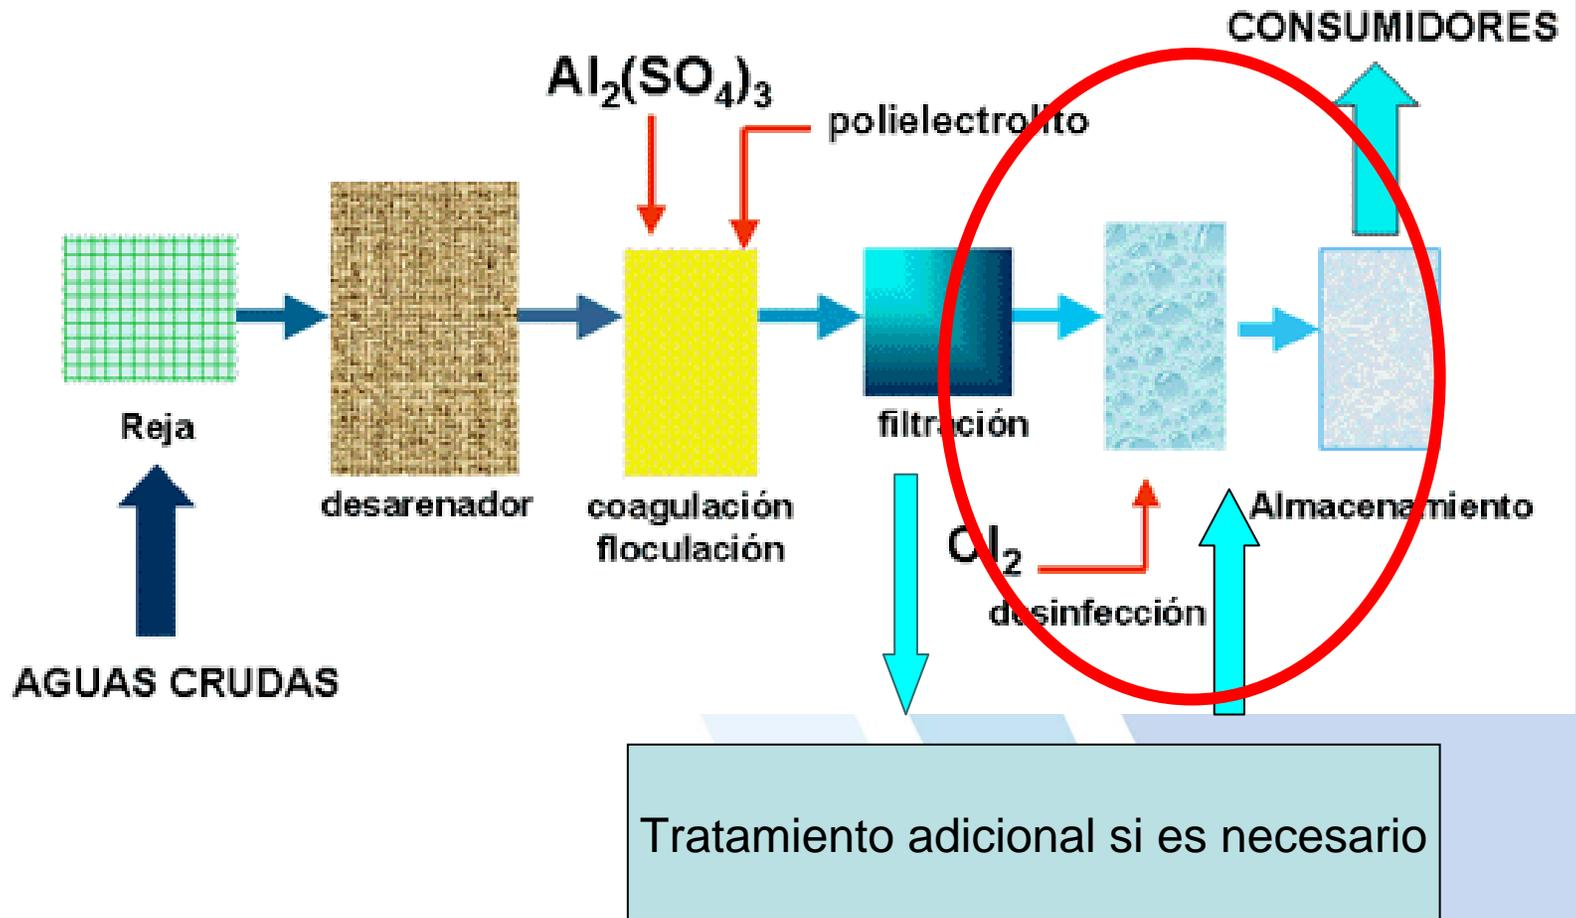 CONSUMIDORES
Al₂(SO₄)₃
polielectrolito
Reja
desarenador
coagulación
floculación
filtración
Almacenamiento
Cl₂
desinfección
AGUAS CRUDAS
Tratamiento adicional si es necesario